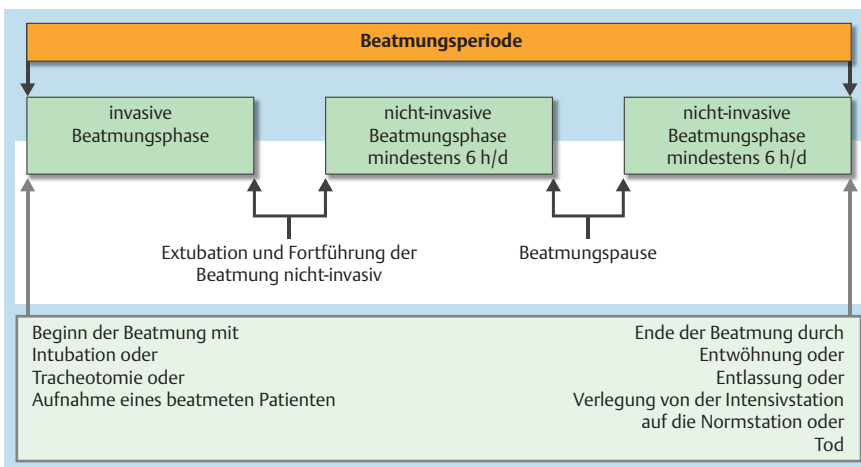 Beatmungsperiode
invasive
Beatmungsphase
nicht-invasive
Beatmungsphase
mindestens 6 h/d
nicht-invasive
Beatmungsphase
mindestens 6 h/d
Extubation und Fortführung der
Beatmung nicht-invasiv
Beatmungspause
Beginn der Beatmung mit
Intubation oder
Tracheotomie oder
Aufnahme eines beatmeten Patienten
Ende der Beatmung durch
Entwöhnung oder
Entlassung oder
Verlegung von der Intensivstation
auf die Normstation oder
Tod